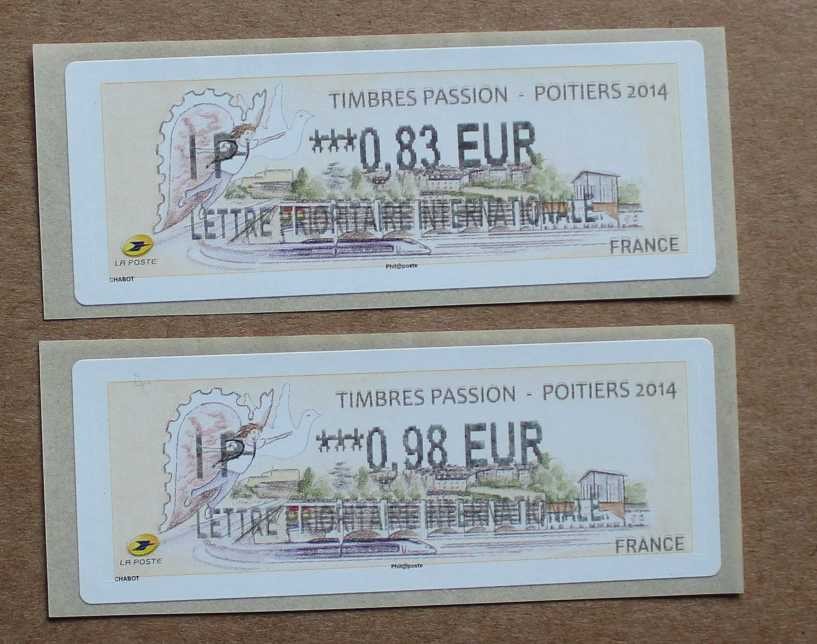 TIMBRES PASSION - POITIERS 2014
IP ***0,83 EUR
LETTRE PRIORITAIRE INTERNATIONALE
FRANCE
LA POSTE
Phil@poste
CHABOT
TIMBRES PASSION - POITIERS 2014
IP ***0,98 EUR
LETTRE PRIORITAIRE INTERNATIONALE
FRANCE
LA POSTE
Phil@poste
CHABOT